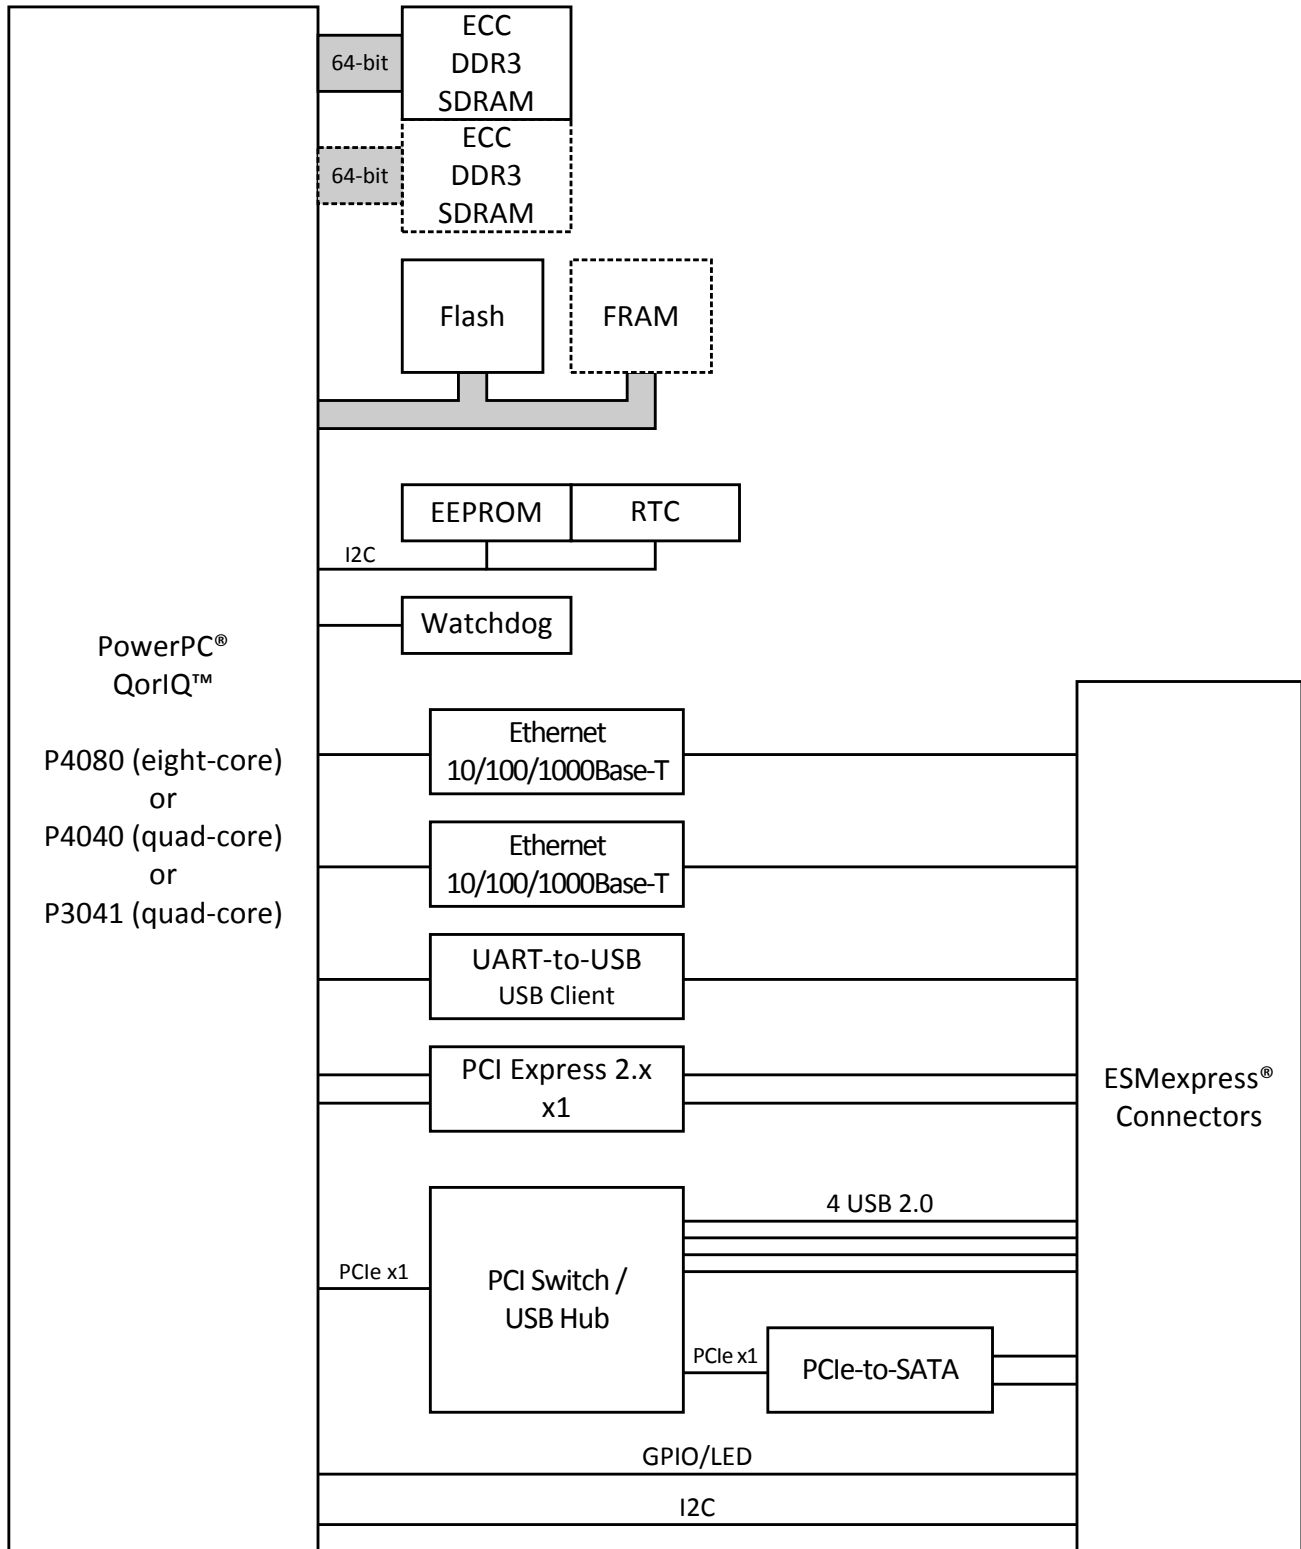 64-bit
ECC
DDR3
SDRAM
64-bit
ECC
DDR3
SDRAM
Flash
FRAM
EEPROM
RTC
I2C
Watchdog
PowerPC®
QorIQ™
P4080 (eight-core)
or
P4040 (quad-core)
or
P3041 (quad-core)
Ethernet
10/100/1000Base-T
Ethernet
10/100/1000Base-T
UART-to-USB
USB Client
PCI Express 2.x
x1
ESMexpress®
Connectors
4 USB 2.0
PCIe x1
PCI Switch /
USB Hub
PCIe x1
PCIe-to-SATA
GPIO/LED
I2C